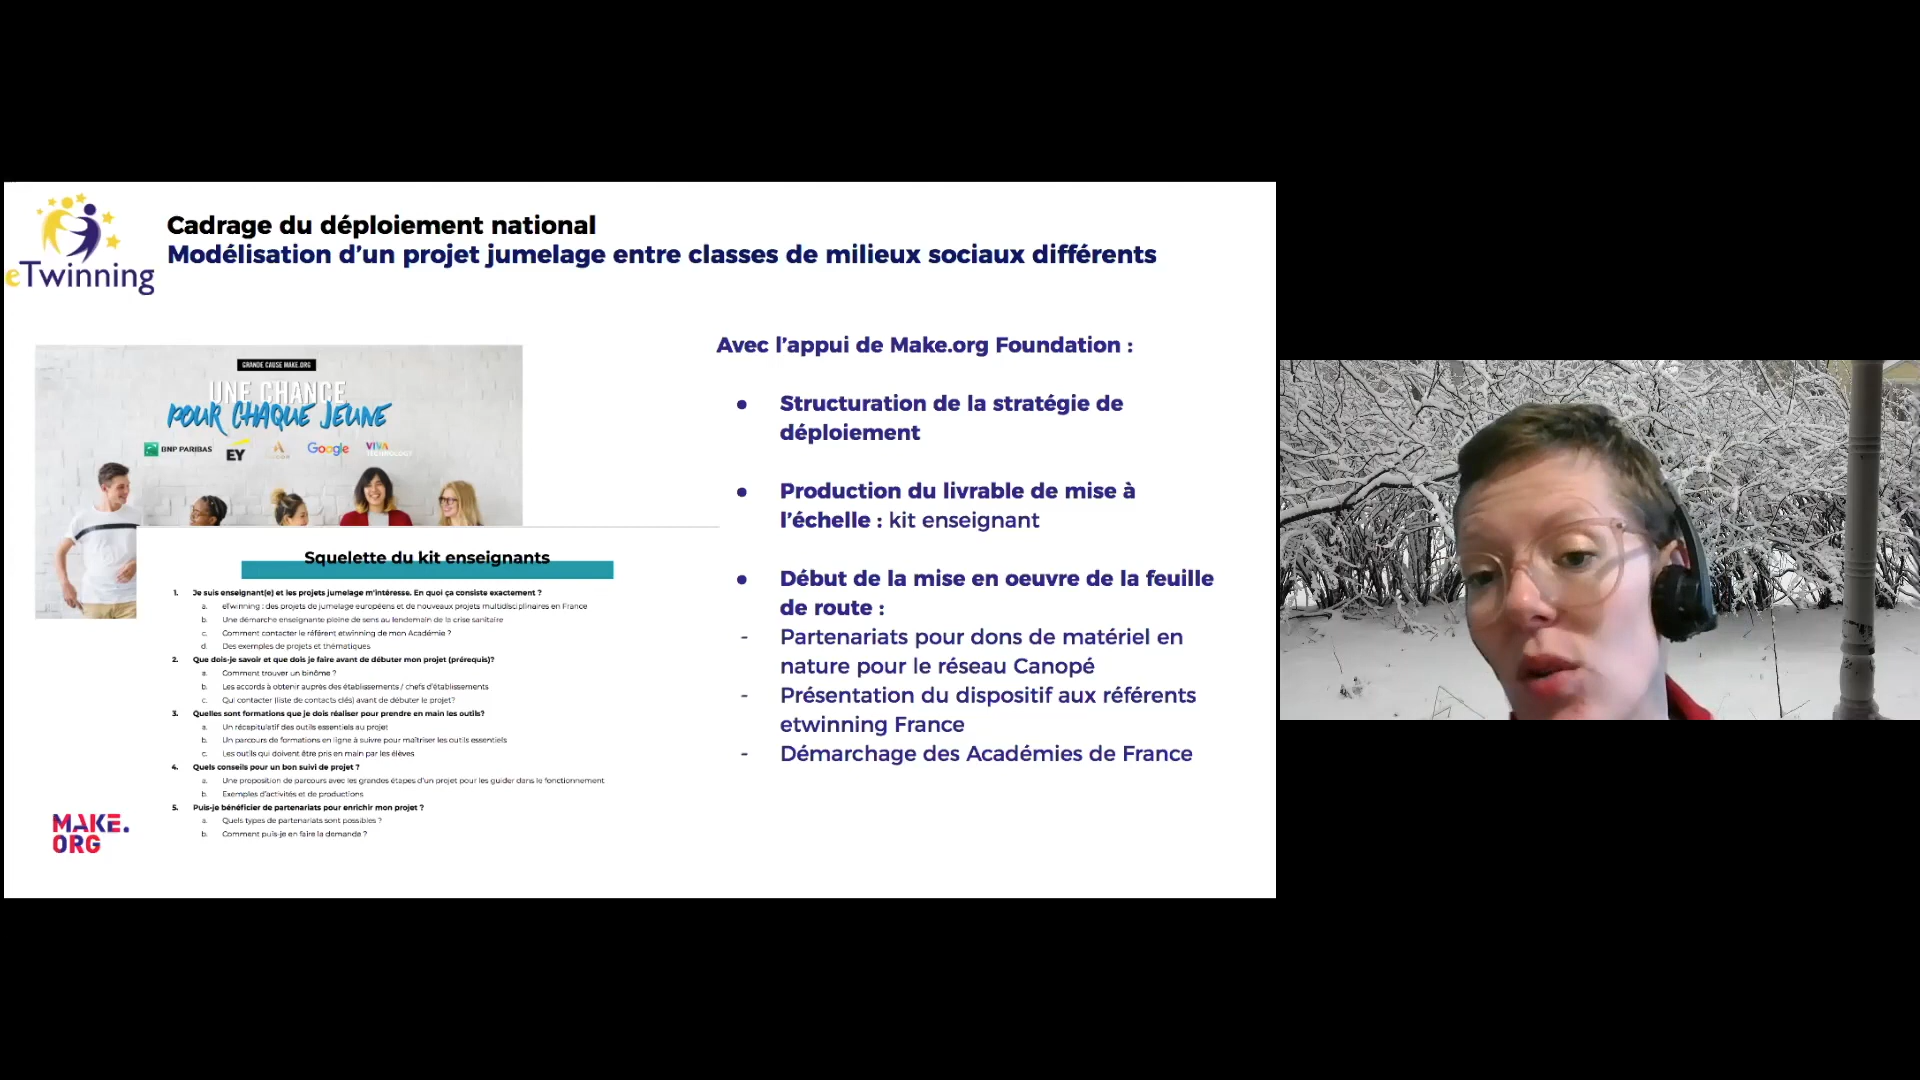 eTwinning
Cadrage du déploiement national
Modélisation d’un projet jumelage entre classes de milieux sociaux différents
GRANDE CAUSE MAKE.ORG
UNE CHANCE
POUR CHAQUE JEUNE
BNP PARIBAS
EY
Google
VIVA
TECHNOLOGY
Squelette du kit enseignants
1. Je suis enseignant(e) et les projets jumelage m'intéresse. En quoi ça consiste exactement ?
a. eTwinning : des projets de jumelage européens et de nouveaux projets multidisciplinaires en France
b. Une démarche enseignante pleine de sens au lendemain de la crise sanitaire
c. Comment contacter le référent etwinning de mon Académie ?
d. Des exemples de projets et thématiques
2. Que dois-je savoir et que dois je faire avant de débuter mon projet (prérequis)?
a. Comment trouver un binôme ?
b. Les accords à obtenir auprès des établissements / chefs d'établissements
c. Qui contacter (liste de contacts clés) avant de débuter le projet?
3. Quelles sont formations que je dois réaliser pour prendre en main les outils?
a. Un récapitulatif des outils essentiels au projet
b. Un parcours de formations en ligne à suivre pour maîtriser les outils essentiels
c. Les outils qui doivent être pris en main par les élèves
4. Quels conseils pour un bon suivi de projet ?
a. Une proposition de parcours avec les grandes étapes d'un projet pour les guider dans le fonctionnement
b. Exemples d'activités et de productions
5. Puis-je bénéficier de partenariats pour enrichir mon projet ?
a. Quels types de partenariats sont possibles ?
b. Comment puis-je en faire la demande ?
MAKE.
ORG
Avec l’appui de Make.org Foundation :
● Structuration de la stratégie de
déploiement
● Production du livrable de mise à
l’échelle : kit enseignant
● Début de la mise en oeuvre de la feuille
de route :
- Partenariats pour dons de matériel en
nature pour le réseau Canopé
- Présentation du dispositif aux référents
etwinning France
- Démarchage des Académies de France